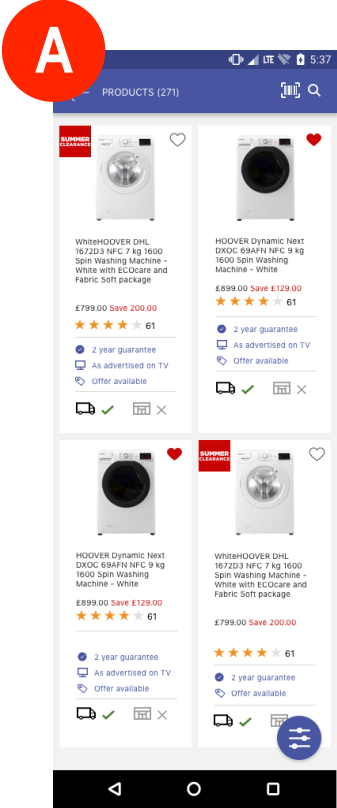 A
LTE 5:37
PRODUCTS (271)
SUMMER
CLEARANCE
WhiteHOOVER DHL
1672D3 NFC 7 kg 1600
Spin Washing Machine -
White with ECOcare and
Fabric Soft package
£799.00 Save 200.00
61
2 year guarantee
As advertised on TV
Offer available
HOOVER Dynamic Next
DXOC 69AFN NFC 9 kg
1600 Spin Washing
Machine - White
£899.00 Save £129.00
61
2 year guarantee
As advertised on TV
Offer available
HOOVER Dynamic Next
DXOC 69AFN NFC 9 kg
1600 Spin Washing
Machine - White
£899.00 Save £129.00
61
2 year guarantee
As advertised on TV
Offer available
SUMMER
CLEARANCE
WhiteHOOVER DHL
1672D3 NFC 7 kg 1600
Spin Washing Machine -
White with ECOcare and
Fabric Soft package
£799.00 Save 200.00
61
2 year guarantee
Offer available